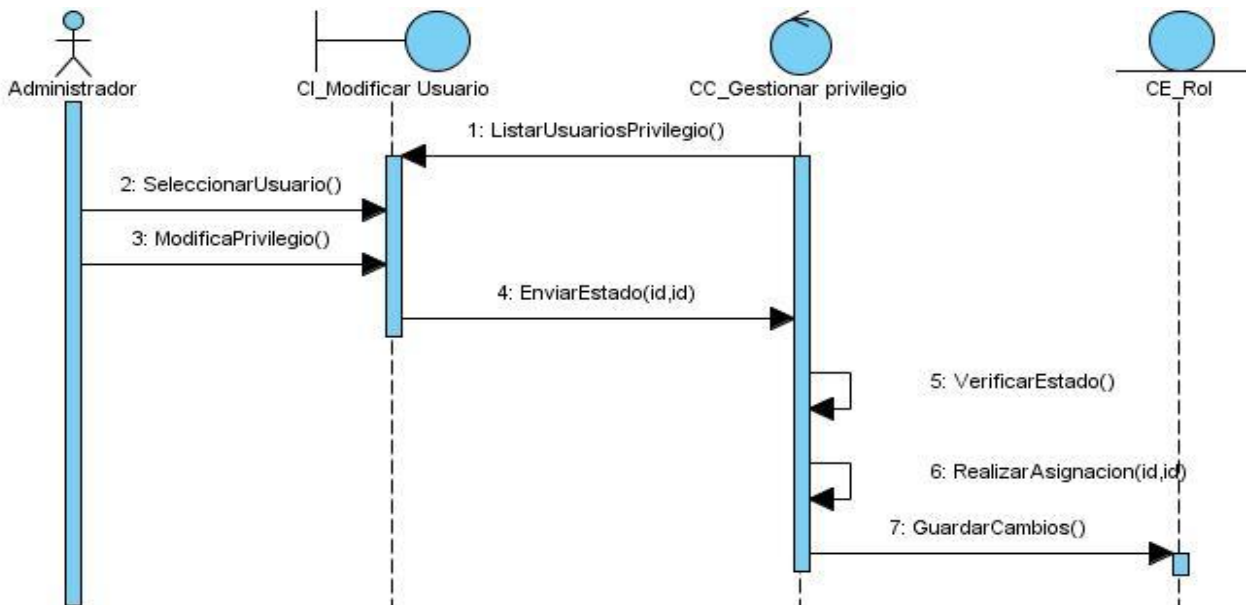 Administrador
CI_Modificar Usuario
CC_Gestionar privilegio
CE_Rol
1: ListarUsuariosPrivilegio()
2: SeleccionarUsuario()
3: ModificaPrivilegio()
4: EnviarEstado(id,id)
5: VerificarEstado()
6: RealizarAsignacion(id,id)
7: GuardarCambios()